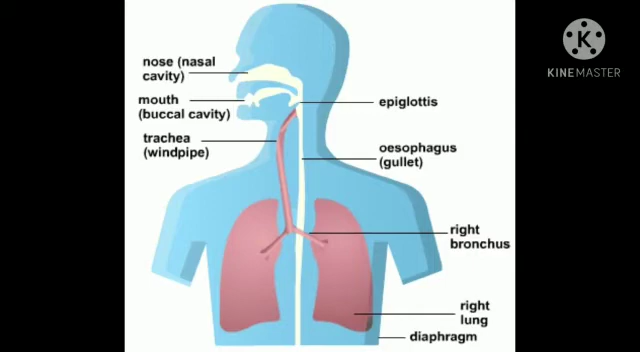 nose (nasal
cavity)
mouth
(buccal cavity)
trachea
(windpipe)
epiglottis
oesophagus
(gullet)
right
bronchus
right
lung
diaphragm
K
KINEMASTER